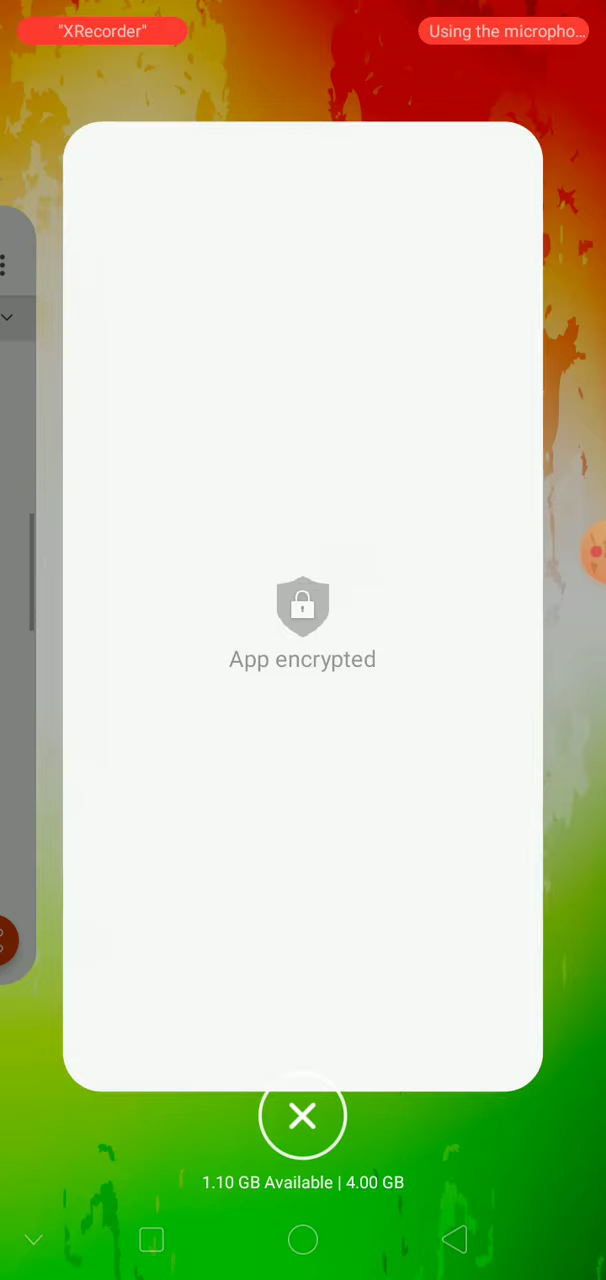 "XRecorder"
Using the micropho...
App encrypted
1.10 GB Available | 4.00 GB